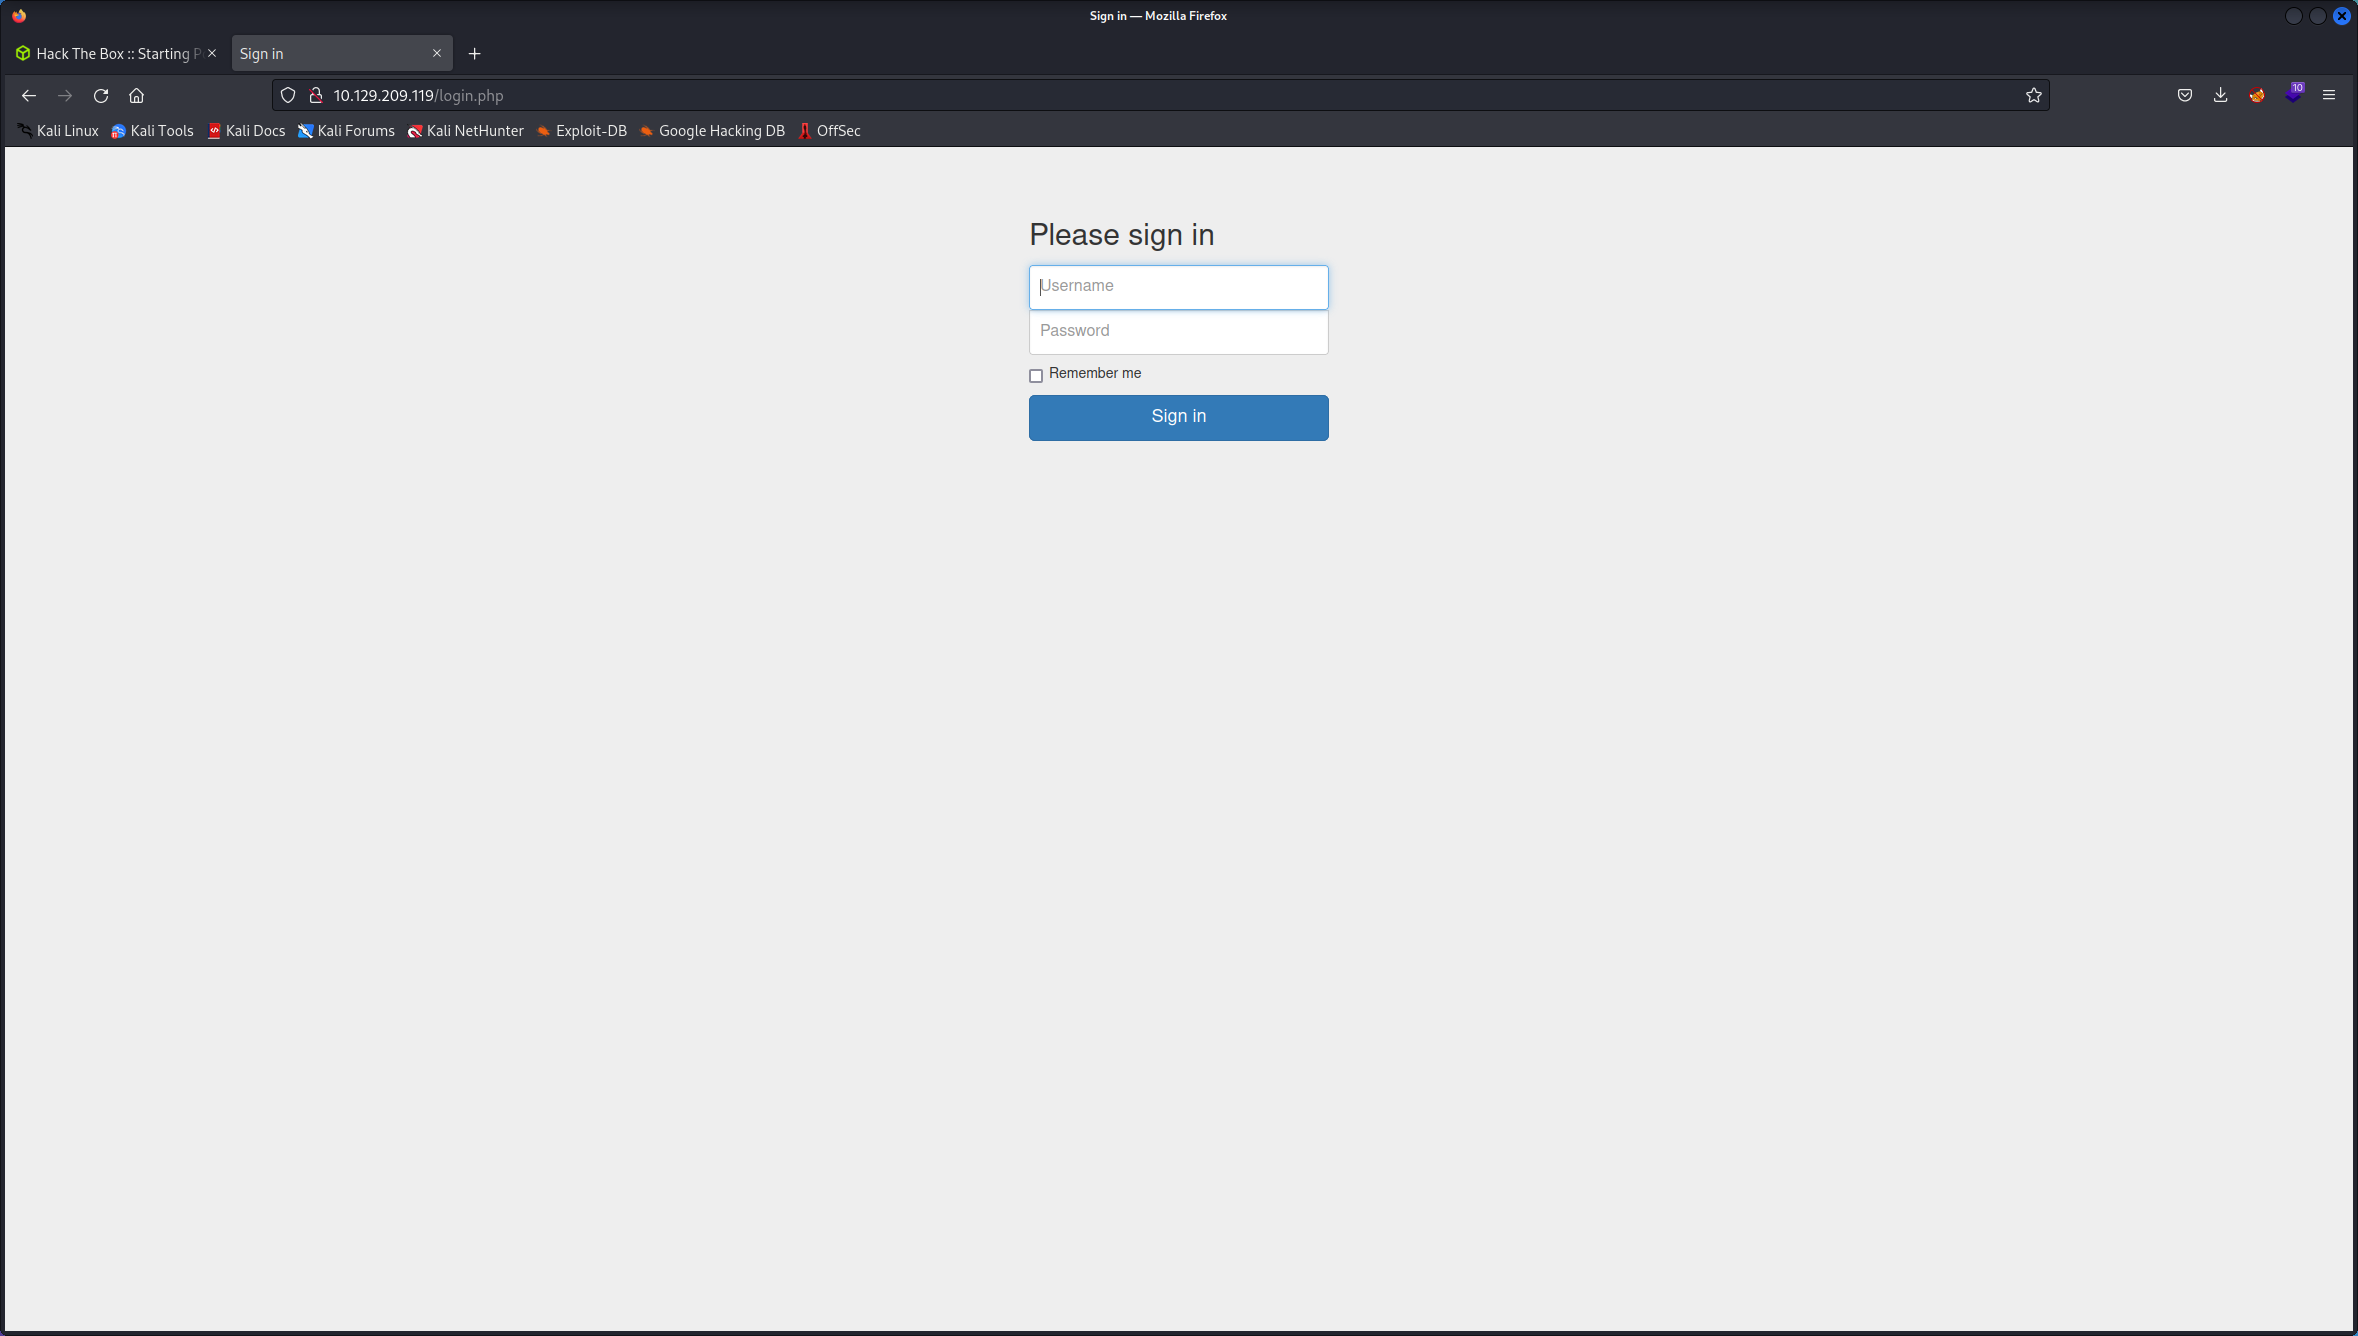 Sign in — Mozilla Firefox
Hack The Box :: Starting P
Sign in
10.129.209.119/login.php
10
Kali Linux Kali Tools Kali Docs Kali Forums Kali NetHunter Exploit-DB Google Hacking DB OffSec
Please sign in
Username
Password
Remember me
Sign in